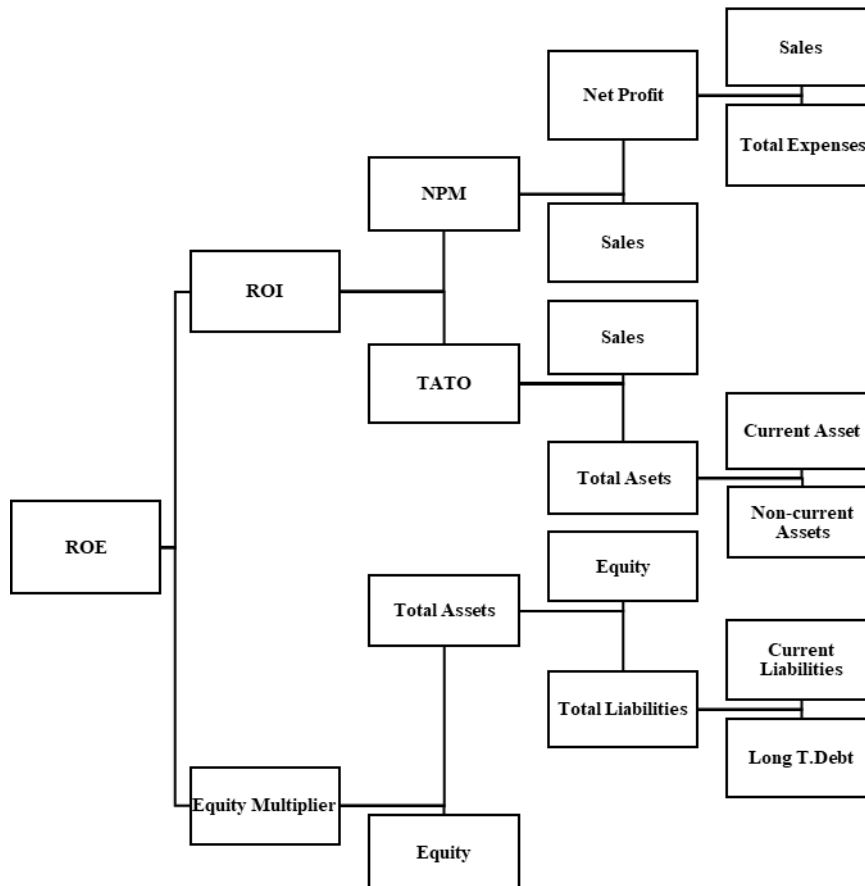 Sales
Net Profit
Total Expenses
NPM
Sales
ROI
Sales
TATO
Current Asset
Total Asets
Non-current
Assets
ROE
Equity
Total Assets
Current
Liabilities
Total Liabilities
Long T.Debt
Equity Multiplier
Equity